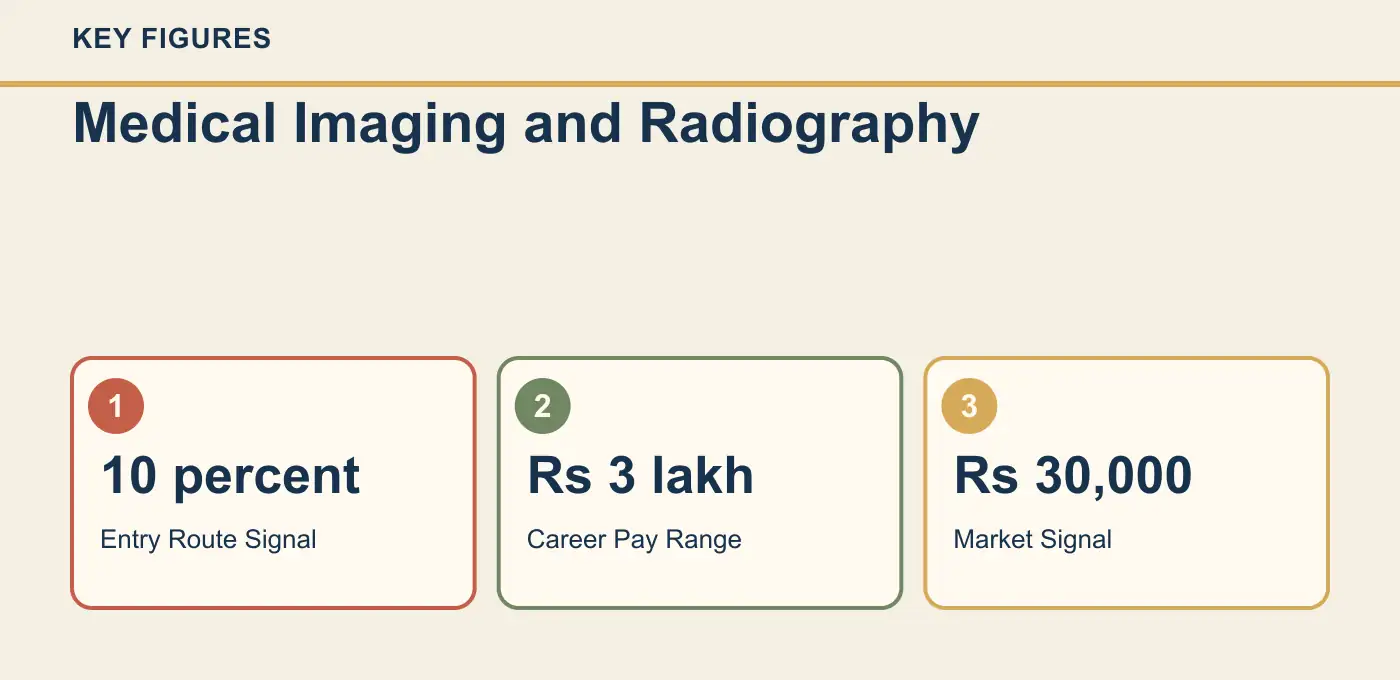 KEY FIGURES
Medical Imaging and Radiography
1
10 percent
Entry Route Signal
2
Rs 3 lakh
Career Pay Range
3
Rs 30,000
Market Signal